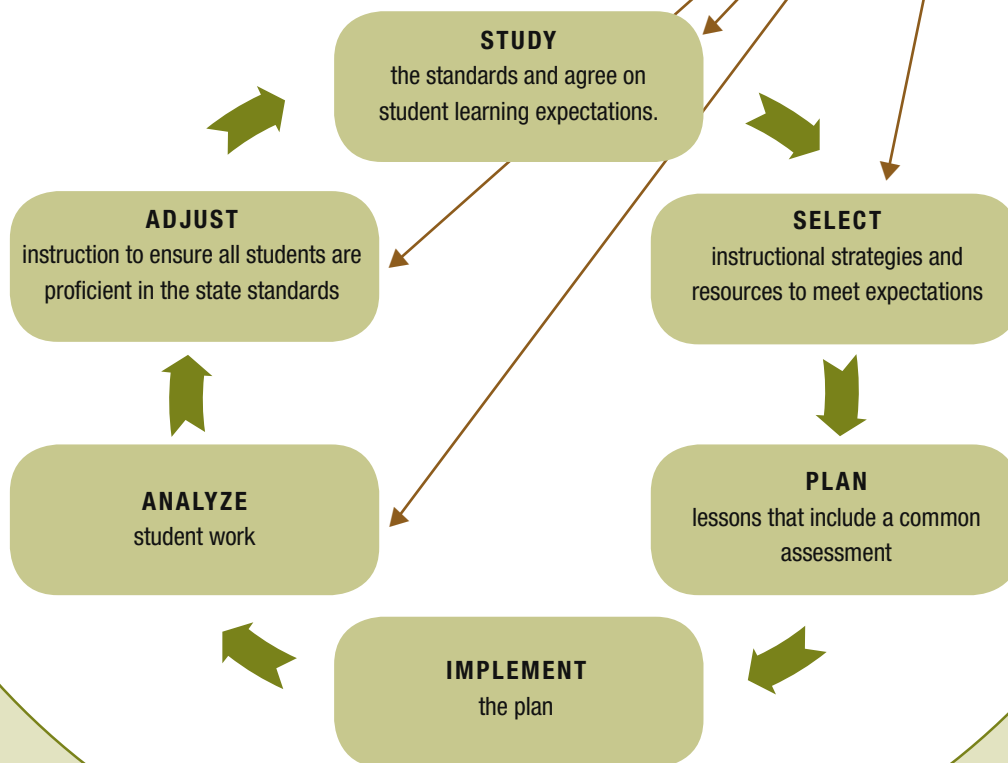 STUDY
the standards and agree on
student learning expectations.
SELECT
instructional strategies and
resources to meet expectations
PLAN
lessons that include a common
assessment
IMPLEMENT
the plan
ANALYZE
student work
ADJUST
instruction to ensure all students are
proficient in the state standards